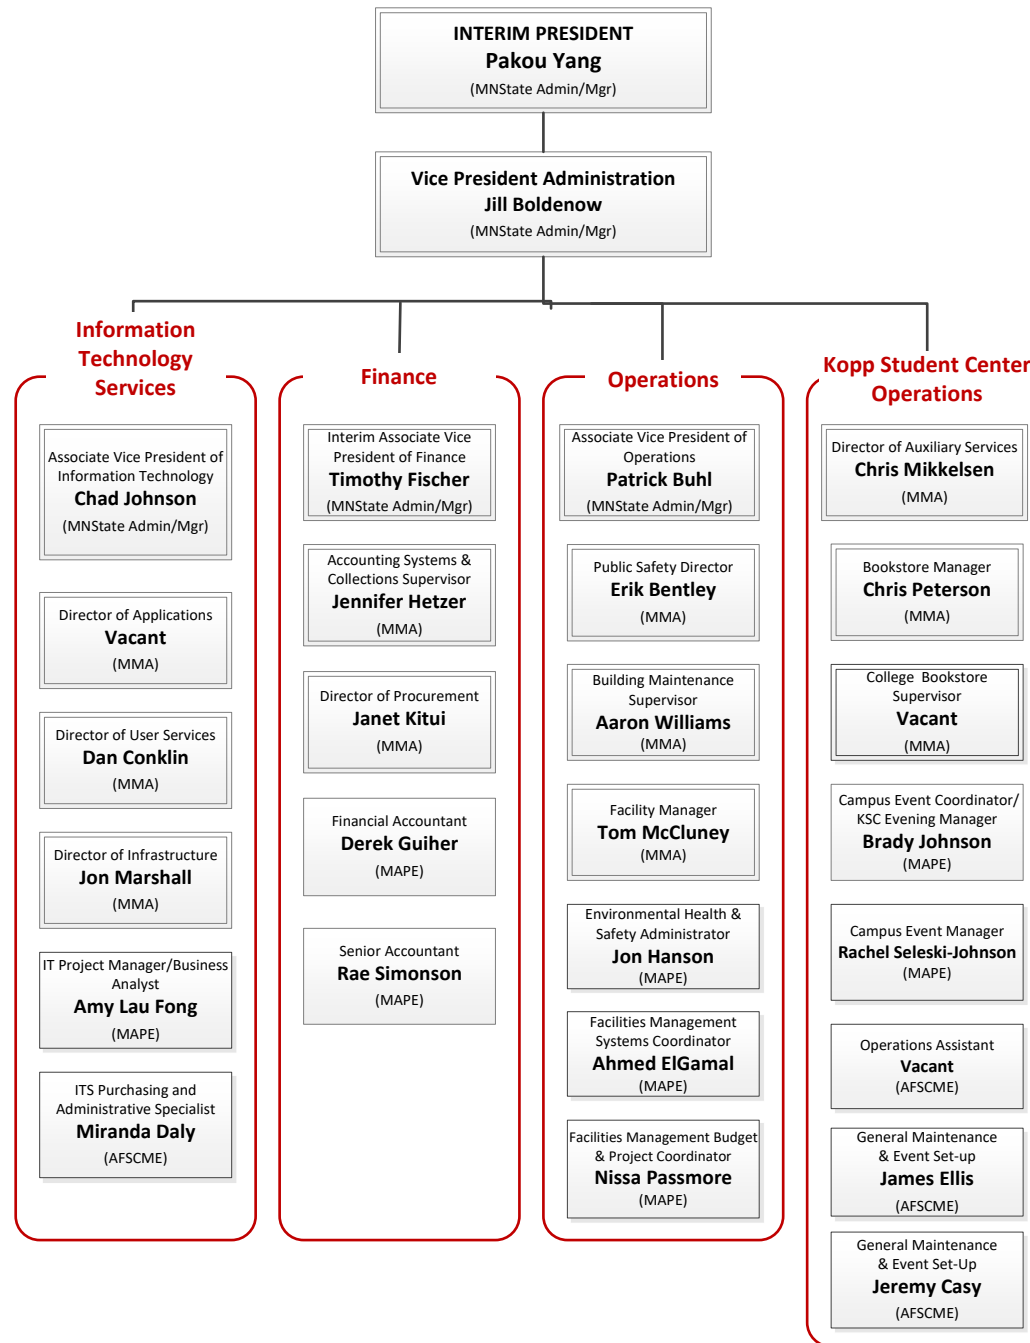 INTERIM PRESIDENT
Pakou Yang
(MNState Admin/Mgr)
Vice President Administration
Jill Boldenow
(MNState Admin/Mgr)
Information
Technology
Services
Associate Vice President of
Information Technology
Chad Johnson
(MNState Admin/Mgr)
Director of Applications
Vacant
(MMA)
Director of User Services
Dan Conklin
(MMA)
Director of Infrastructure
Jon Marshall
(MMA)
IT Project Manager/Business
Analyst
Amy Lau Fong
(MAPE)
ITS Purchasing and
Administrative Specialist
Miranda Daly
(AFSCME)
Finance
Interim Associate Vice
President of Finance
Timothy Fischer
(MNState Admin/Mgr)
Accounting Systems &
Collections Supervisor
Jennifer Hetzer
(MMA)
Director of Procurement
Janet Kitui
(MMA)
Financial Accountant
Derek Guiher
(MAPE)
Senior Accountant
Rae Simonson
(MAPE)
Operations
Associate Vice President of
Operations
Patrick Buhl
(MNState Admin/Mgr)
Public Safety Director
Erik Bentley
(MMA)
Building Maintenance
Supervisor
Aaron Williams
(MMA)
Facility Manager
Tom McCluney
(MMA)
Environmental Health &
Safety Administrator
Jon Hanson
(MAPE)
Facilities Management
Systems Coordinator
Ahmed ElGamal
(MAPE)
Facilities Management Budget
& Project Coordinator
Nissa Passmore
(MAPE)
Kopp Student Center
Operations
Director of Auxiliary Services
Chris Mikkelsen
(MMA)
Bookstore Manager
Chris Peterson
(MMA)
College Bookstore
Supervisor
Vacant
(MMA)
Campus Event Coordinator/
KSC Evening Manager
Brady Johnson
(MAPE)
Campus Event Manager
Rachel Seleski-Johnson
(MAPE)
Operations Assistant
Vacant
(AFSCME)
General Maintenance
& Event Set-up
James Ellis
(AFSCME)
General Maintenance
& Event Set-Up
Jeremy Casy
(AFSCME)